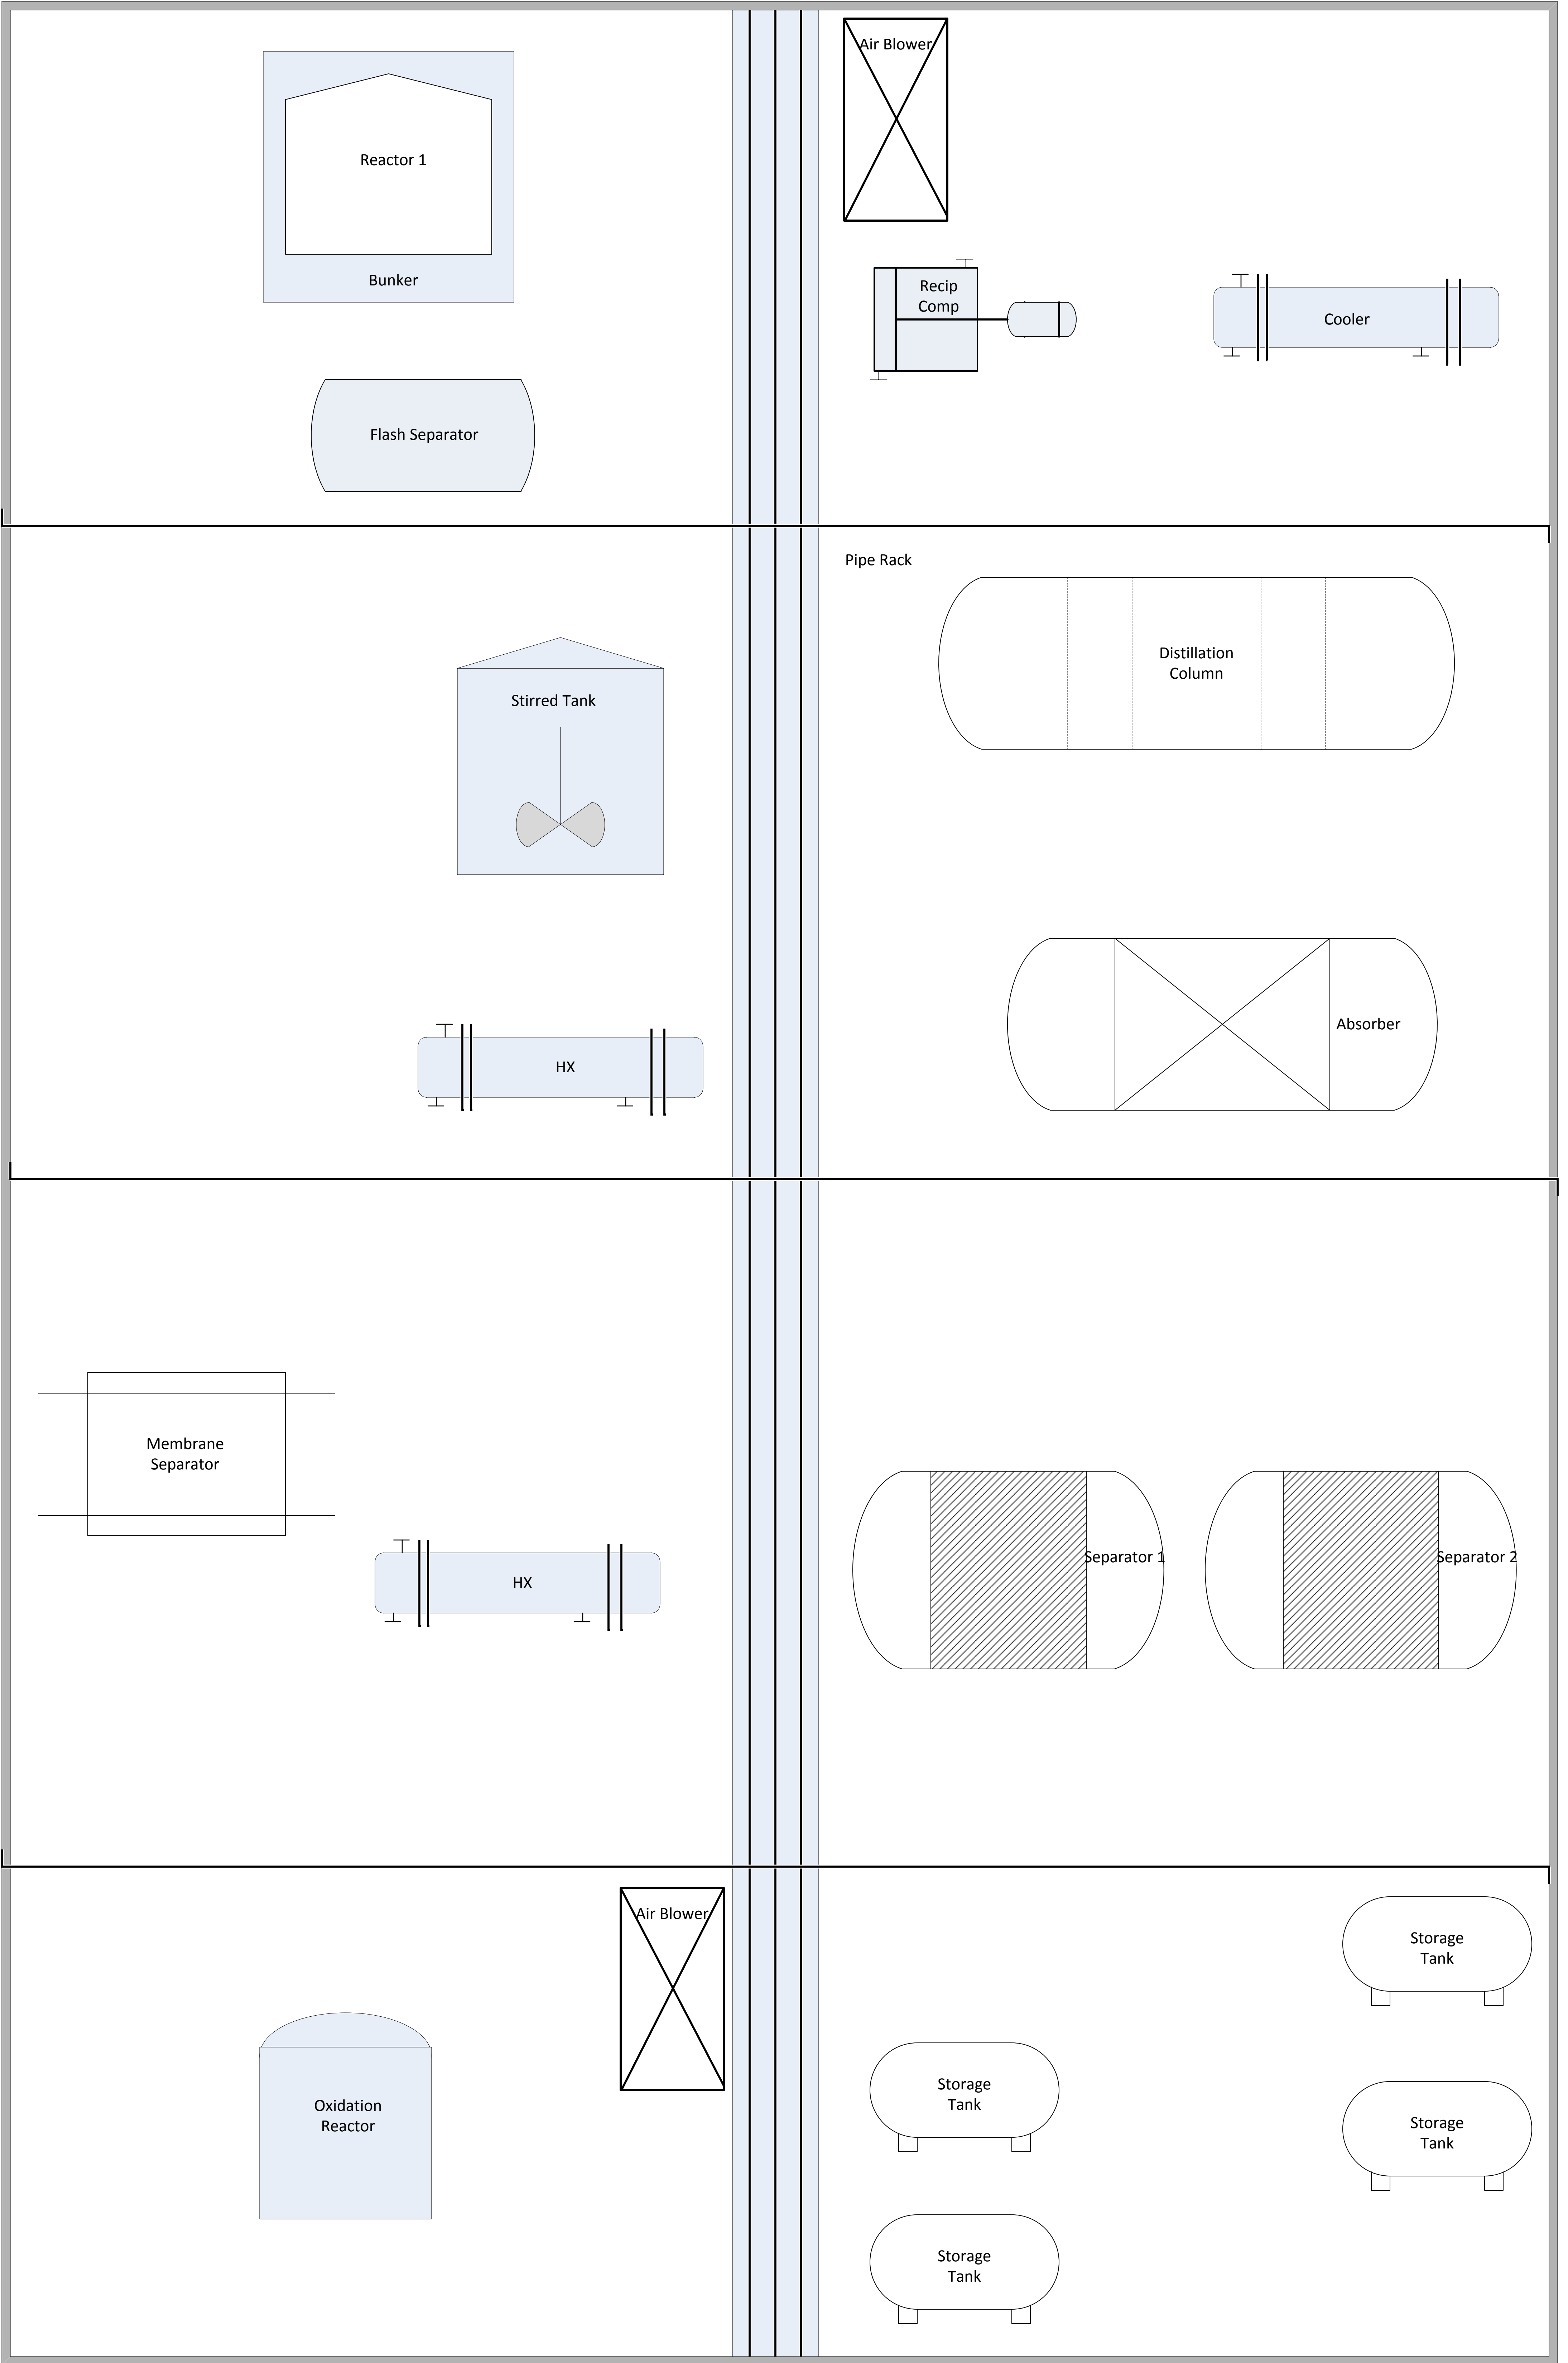 Air Blower
Reactor 1
Bunker
Recip
Comp
Cooler
Flash Separator
Pipe Rack
Distillation
Column
Stirred Tank
Absorber
HX
Membrane
Separator
HX
Separator 1
Separator 2
Air Blower
Storage
Tank
Storage
Tank
Oxidation
Reactor
Storage
Tank
Storage
Tank